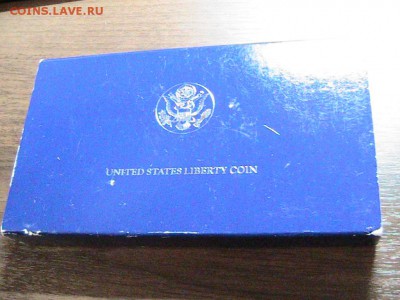 COINS.LAVE.RU
UNITED STATES LIBERTY COIN